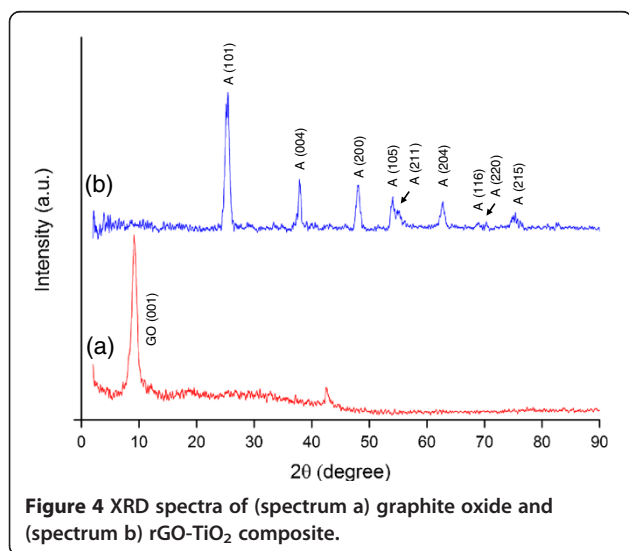 A (101)
A (004)
A (200)
A (105)
A (211)
A (204)
A (116)
A (220)
A (215)
(b)
Intensity (a.u.)
GO (001)
(a)
0 10 20 30 40 50 60 70 80 90
2θ (degree)
Figure 4 XRD spectra of (spectrum a) graphite oxide and
(spectrum b) rGO-TiO₂ composite.